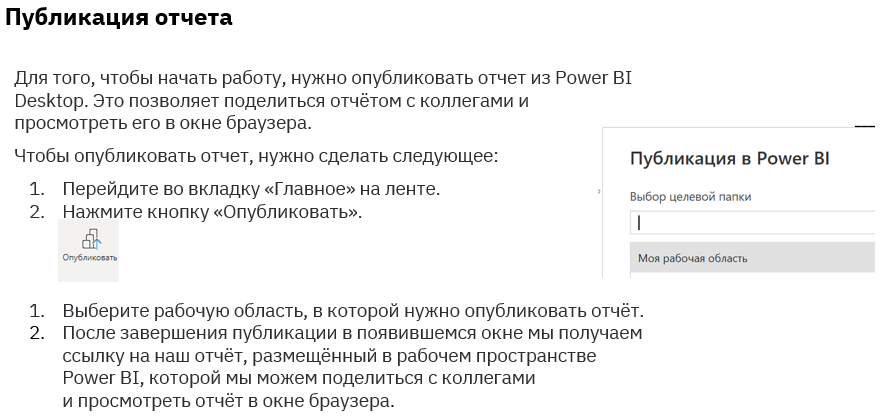 Публикация отчета
Для того, чтобы начать работу, нужно опубликовать отчет из Power BI
Desktop. Это позволяет поделиться отчётом с коллегами и
просмотреть его в окне браузера.
Чтобы опубликовать отчет, нужно сделать следующее:
1. Перейдите во вкладку «Главное» на ленте.
2. Нажмите кнопку «Опубликовать».
Опубликовать
Публикация в Power BI
Выбор целевой папки
Моя рабочая область
1. Выберите рабочую область, в которой нужно опубликовать отчёт.
2. После завершения публикации в появившемся окне мы получаем
ссылку на наш отчёт, размещённый в рабочем пространстве
Power BI, которой мы можем поделиться с коллегами
и просмотреть отчёт в окне браузера.